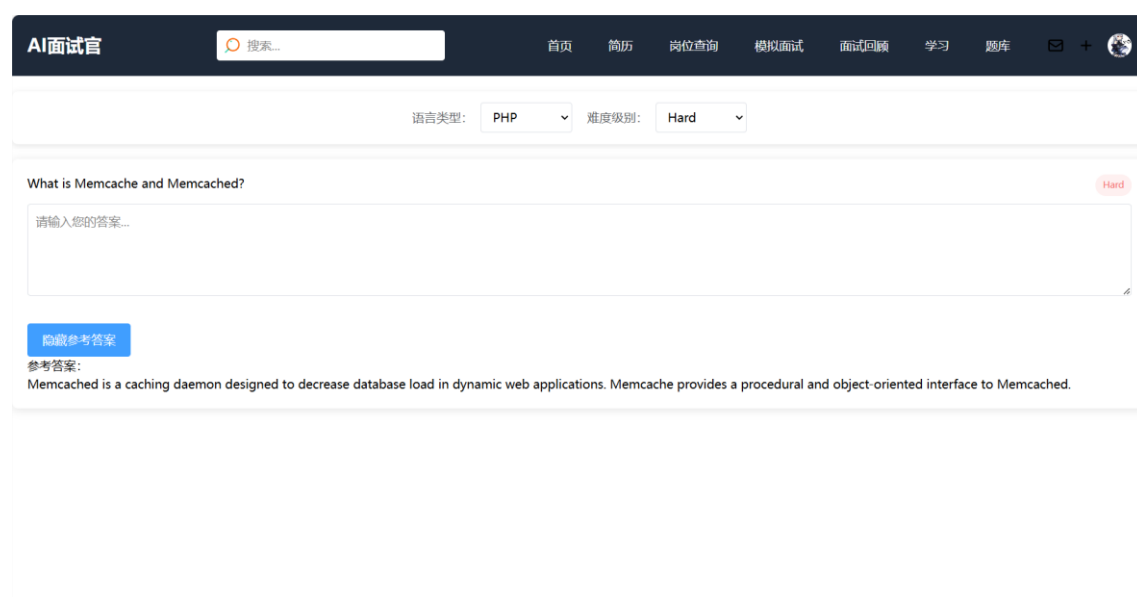 AI面试官 搜索... 首页 简历 岗位查询 模拟面试 面试回顾 学习 题库
语言类型: PHP 难度级别: Hard
What is Memcache and Memcached? Hard
请输入您的答案...
隐藏参考答案
参考答案:
Memcached is a caching daemon designed to decrease database load in dynamic web applications. Memcache provides a procedural and object-oriented interface to Memcached.